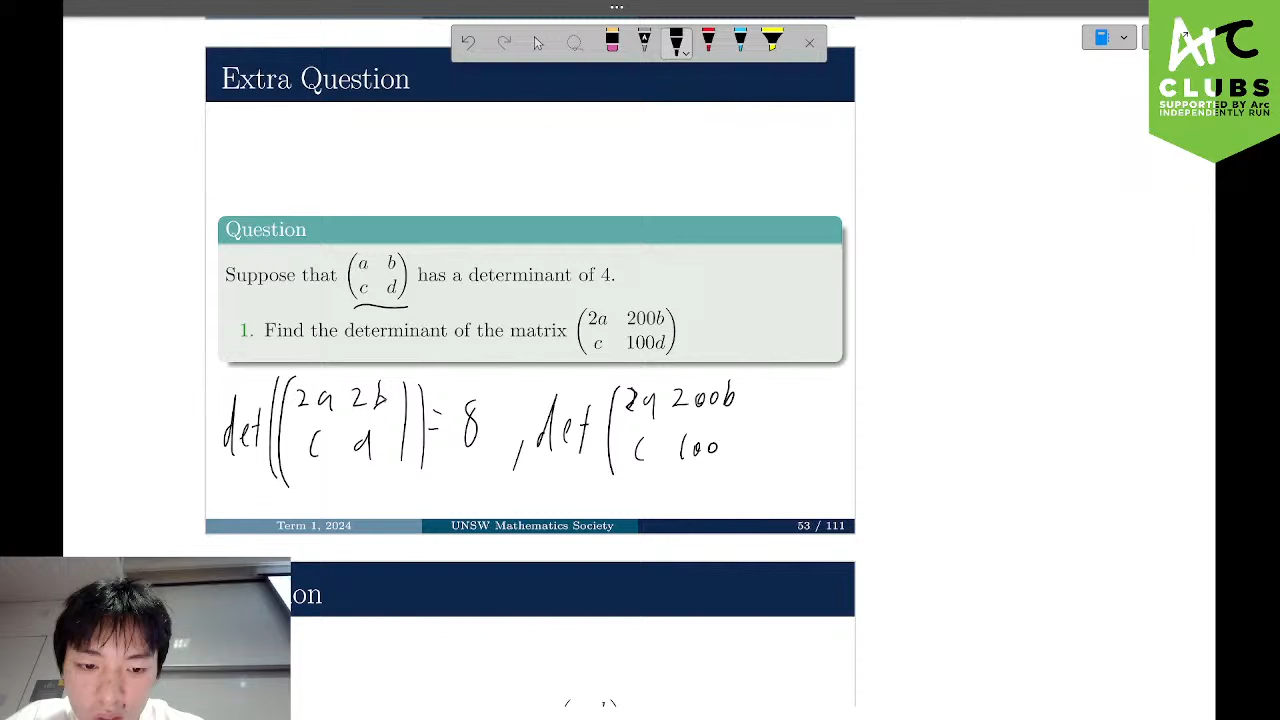 Arc
CLUBS
SUPPORTED BY Arc
INDEPENDENTLY RUN
Extra Question
Question
Suppose that (a b; c d) has a determinant of 4.
1. Find the determinant of the matrix (2a 200b; c 100d)
det((2a 2b; c d)) = 8 , det(2a 200b; c 100
Term 1, 2024 UNSW Mathematics Society 53 / 111
on